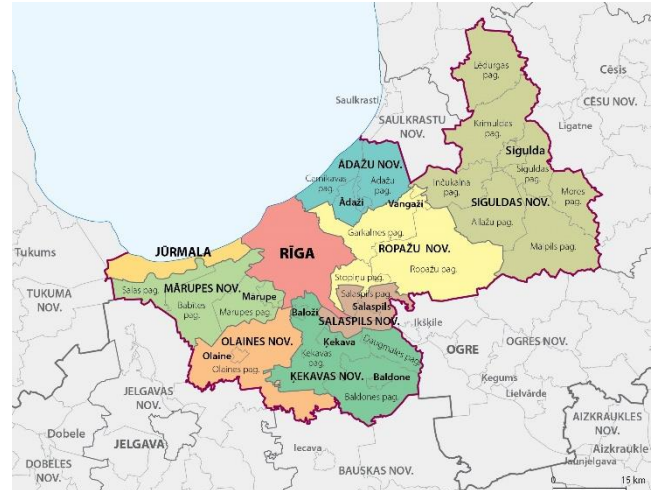 Lēdurgas
pag.
Cēsis
Saulkrasti
CĒSU NOV.
SAULKRASTU
NOV.
Krimuldas
pag.
Līgatne
Sigulda
ĀDAŽU NOV.
Siguldas
pag.
Carnikavas
pag.
Ādažu
pag.
Inčukalna
pag.
Mores
pag.
Ādaži
Vangaži
SIGULDAS NOV.
Garkalnes pag.
Allažu pag.
JŪRMALA
RĪGA
ROPAŽU NOV.
Mālpils pag.
Tukums
Ropažu pag.
Stopiņu pag.
MĀRUPES NOV.
Salas pag.
TUKUMA
NOV.
Babītes
pag.
Mārupe
Mārupes pag.
Salaspils pag.
Salaspils
Baloži
SALASPILS NOV.
Ikšķile
OLAINES NOV.
Ķekava
Daugmales pag.
OGRE
OGRES NOV.
Olaine
Ķekavas
pag.
Olaines pag.
ĶEKAVAS NOV.
Baldone
Ķegums
Lielvārde
JELGAVAS
NOV.
Baldones pag.
AIZKRAUKLES
NOV.
Dobele
JELGAVA
Aizkraukle
Iecava
Jaunjelgava
DOBELES
NOV.
BAUSKAS NOV.
0 15 km